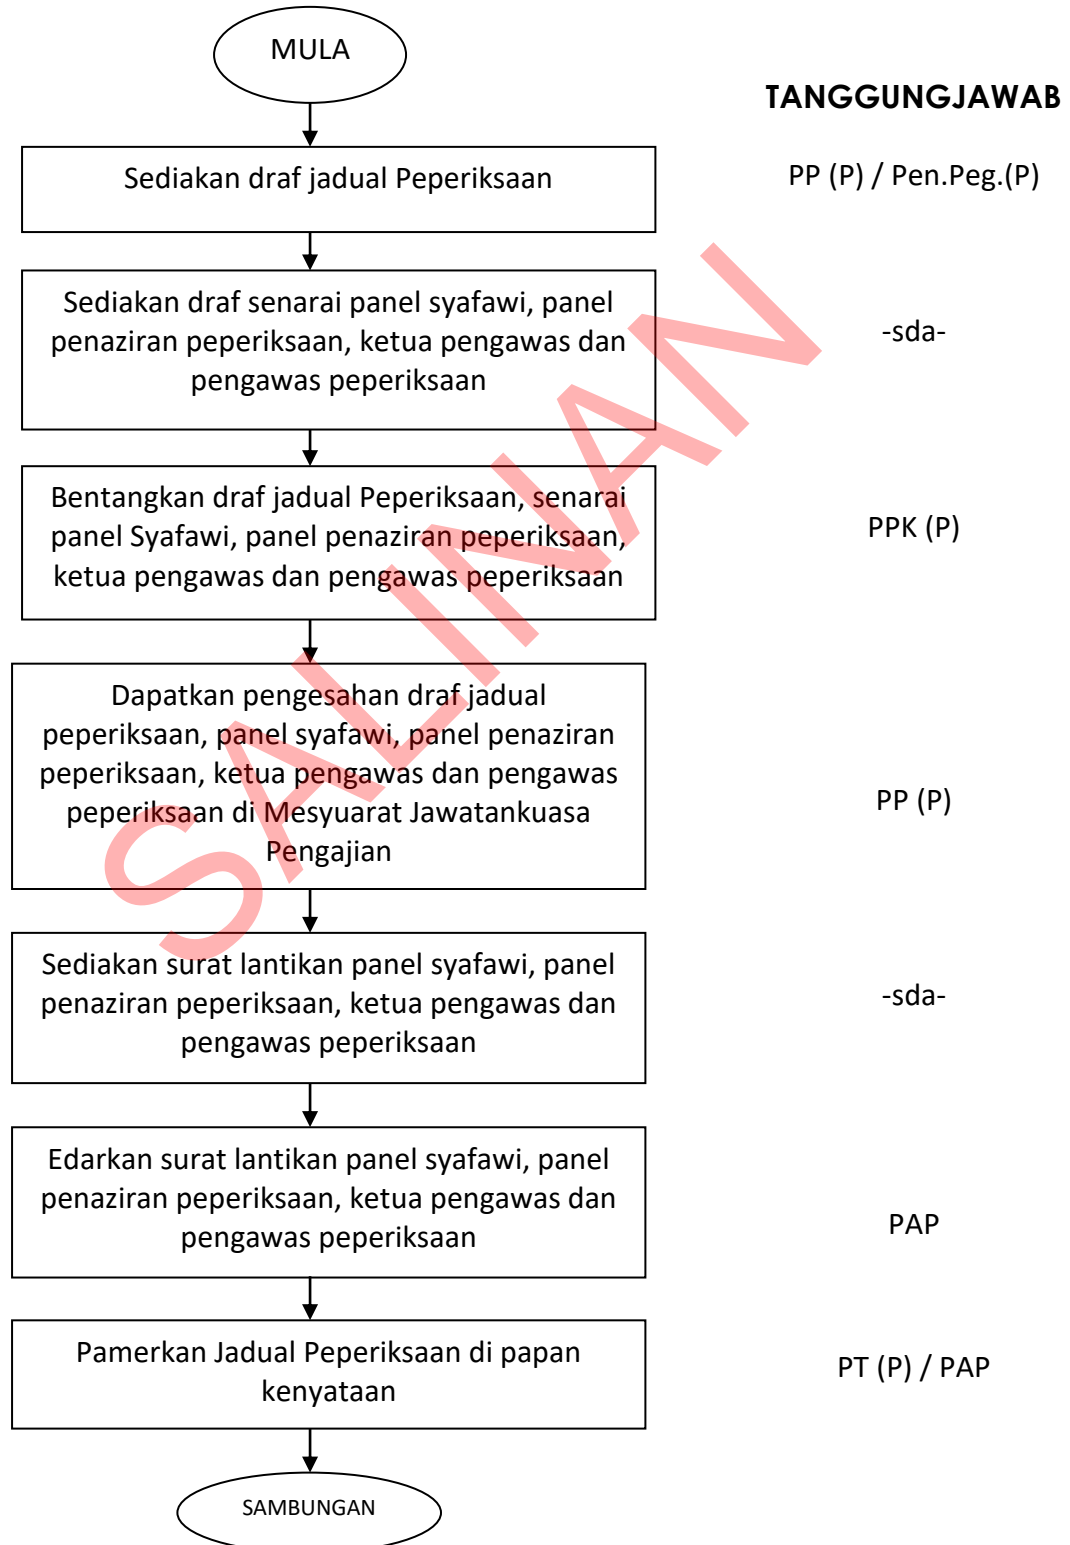 MULA
TANGGUNGJAWAB
Sediakan draf jadual Peperiksaan
PP (P) / Pen.Peg.(P)
Sediakan draf senarai panel syafawi, panel
penaziran peperiksaan, ketua pengawas dan
pengawas peperiksaan
-sda-
Bentangkan draf jadual Peperiksaan, senarai
panel Syafawi, panel penaziran peperiksaan,
ketua pengawas dan pengawas peperiksaan
PPK (P)
Dapatkan pengesahan draf jadual
peperiksaan, panel syafawi, panel penaziran
peperiksaan, ketua pengawas dan pengawas
peperiksaan di Mesyuarat Jawatankuasa
Pengajian
PP (P)
Sediakan surat lantikan panel syafawi, panel
penaziran peperiksaan, ketua pengawas dan
pengawas peperiksaan
-sda-
Edarkan surat lantikan panel syafawi, panel
penaziran peperiksaan, ketua pengawas dan
pengawas peperiksaan
PAP
Pamerkan Jadual Peperiksaan di papan
kenyataan
PT (P) / PAP
SAMBUNGAN
SALINAN